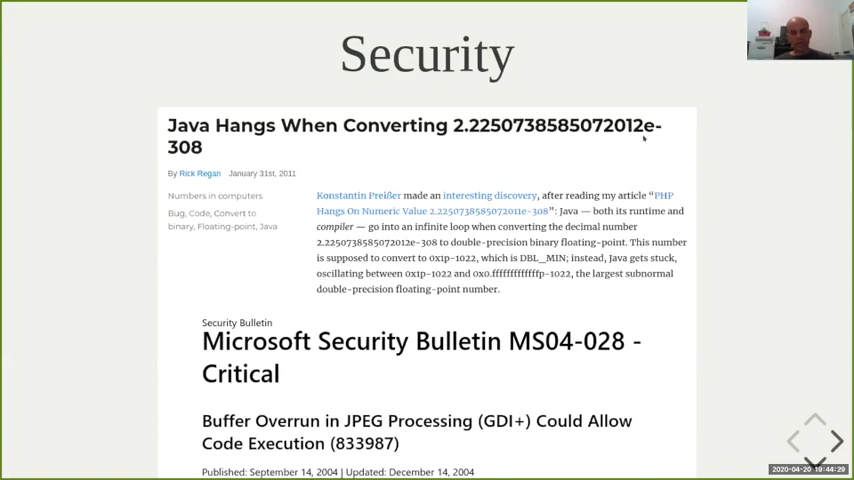 Security
Java Hangs When Converting 2.2250738585072012e-
308
By Rick Regan January 31st, 2011
Numbers in computers
Bug, Code, Convert to
binary, Floating-point, Java
Konstantin Preißer made an interesting discovery, after reading my article “PHP
Hangs On Numeric Value 2.2250738585072011e-308”: Java — both its runtime and
compiler — go into an infinite loop when converting the decimal number
2.2250738585072012e-308 to double-precision binary floating-point. This number
is supposed to convert to 0x1p-1022, which is DBL_MIN; instead, Java gets stuck,
oscillating between 0x1p-1022 and 0x0.fffffffffffffp-1022, the largest subnormal
double-precision floating-point number.
Security Bulletin
Microsoft Security Bulletin MS04-028 -
Critical
Buffer Overrun in JPEG Processing (GDI+) Could Allow
Code Execution (833987)
Published: September 14, 2004 | Updated: December 14, 2004
2020-04-20 19:44:29